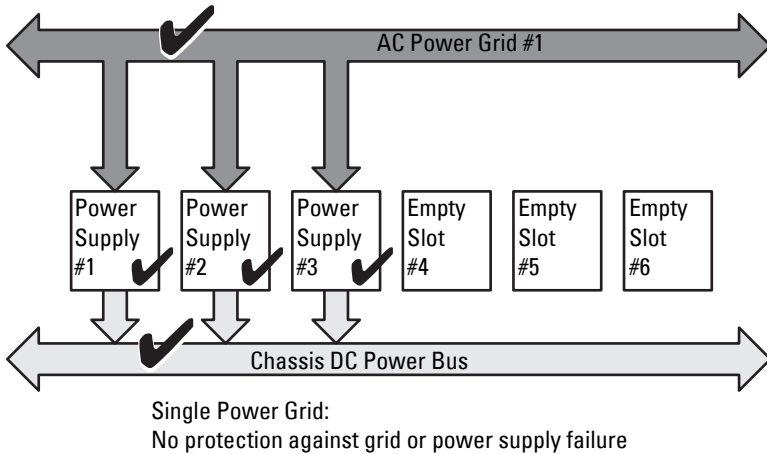 AC Power Grid #1
Power
Supply
#1
Power
Supply
#2
Power
Supply
#3
Empty
Slot
#4
Empty
Slot
#5
Empty
Slot
#6
Chassis DC Power Bus
Single Power Grid:
No protection against grid or power supply failure